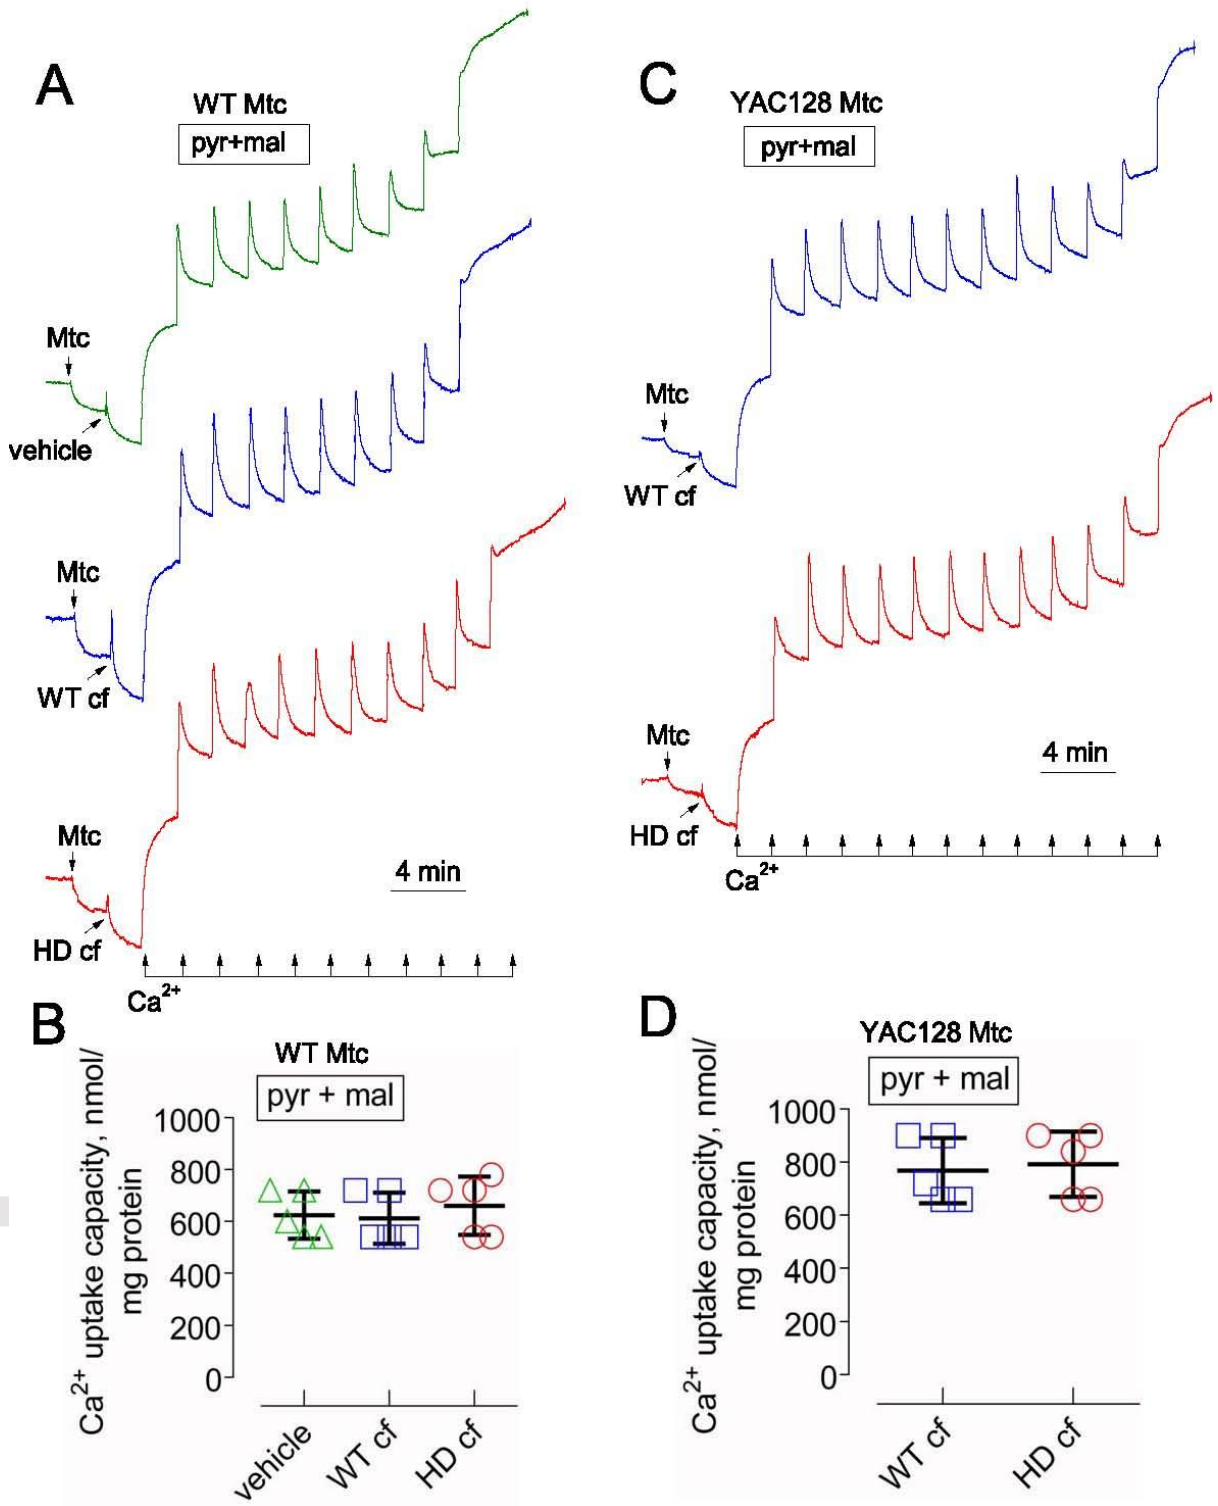 A
WT Mtc
pyr+mal
Mtc
vehicle
Mtc
WT cf
Mtc
HD cf
4 min
Ca²⁺
C
YAC128 Mtc
pyr+mal
Mtc
WT cf
Mtc
HD cf
4 min
Ca²⁺
B
WT Mtc
pyr + mal
Ca²⁺ uptake capacity, nmol/
mg protein
1000
800
600
400
200
0
vehicle
WT cf
HD cf
D
YAC128 Mtc
pyr + mal
Ca²⁺ uptake capacity, nmol/
mg protein
1000
800
600
400
200
0
WT cf
HD cf